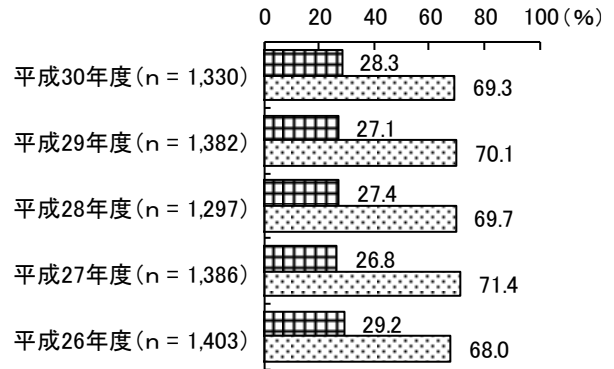 0 20 40 60 80 100(%)
平成30年度(n = 1,330) 28.3
69.3
平成29年度(n = 1,382) 27.1
70.1
平成28年度(n = 1,297) 27.4
69.7
平成27年度(n = 1,386) 26.8
71.4
平成26年度(n = 1,403) 29.2
68.0